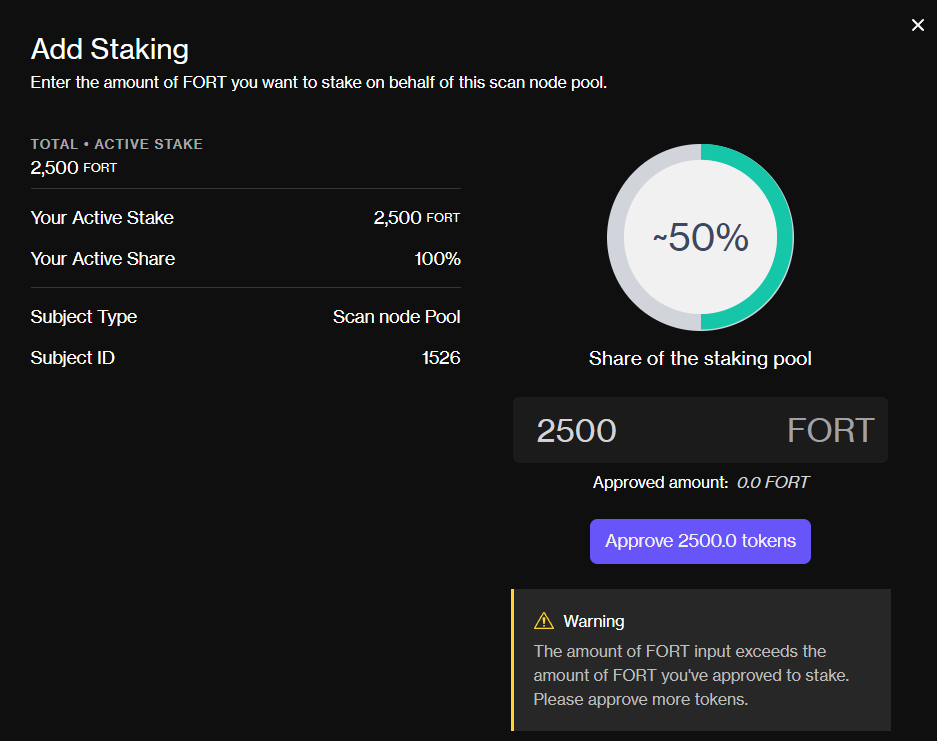 Add Staking
Enter the amount of FORT you want to stake on behalf of this scan node pool.
TOTAL • ACTIVE STAKE
2,500 FORT
Your Active Stake 2,500 FORT
Your Active Share 100%
Subject Type Scan node Pool
Subject ID 1526
~50%
Share of the staking pool
2500 FORT
Approved amount: 0.0 FORT
Approve 2500.0 tokens
Warning
The amount of FORT input exceeds the
amount of FORT you've approved to stake.
Please approve more tokens.